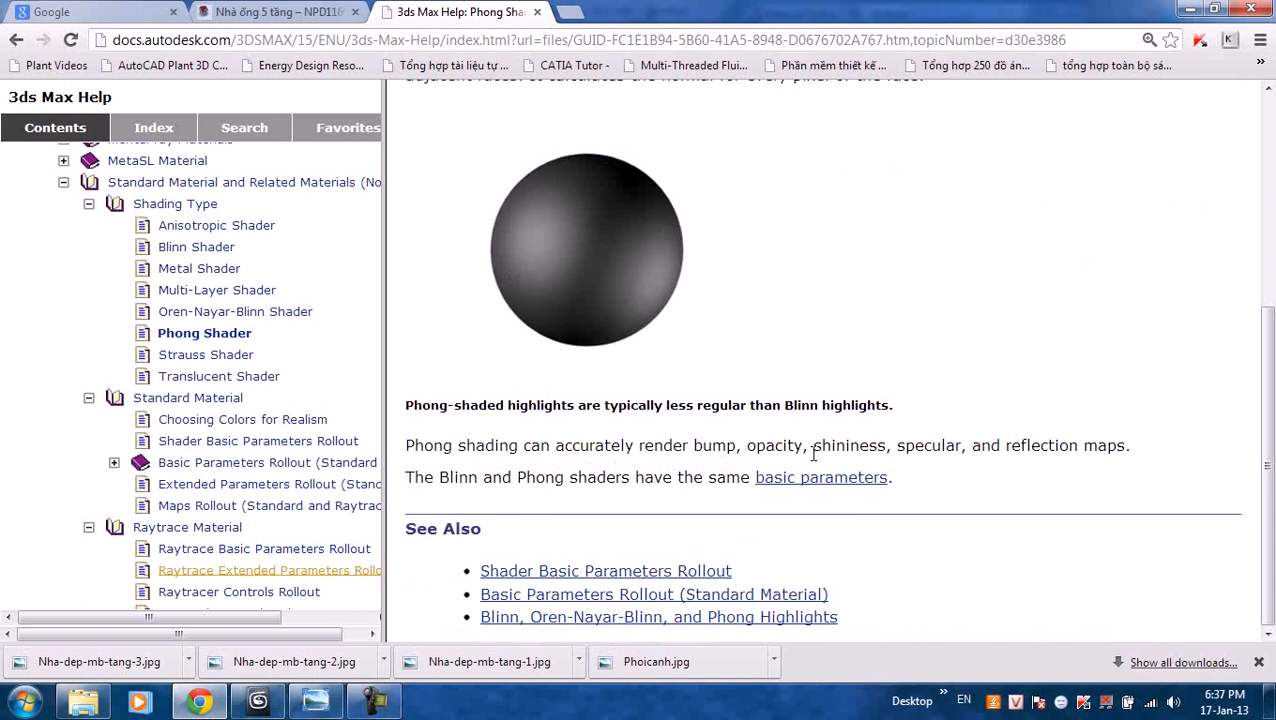 Google
Nhà ống 5 tầng – NPD116
3ds Max Help: Phong Sha
docs.autodesk.com/3DSMAX/15/ENU/3ds-Max-Help/index.html?url=files/GUID-FC1E1B94-5B60-41A5-8948-D0676702A767.htm,topicNumber=d30e3986
Plant Videos
AutoCAD Plant 3D C...
Energy Design Reso...
Tổng hợp tài liệu tự ...
CATIA Tutor -
Multi-Threaded Flui...
Phần mềm thiết kế ...
Tổng hợp 250 đồ án...
tổng hợp toàn bộ sá...
»
3ds Max Help
Contents
Index
Search
Favorites
MetaSL Material
Standard Material and Related Materials (No
Shading Type
Anisotropic Shader
Blinn Shader
Metal Shader
Multi-Layer Shader
Oren-Nayar-Blinn Shader
Phong Shader
Strauss Shader
Translucent Shader
Standard Material
Choosing Colors for Realism
Shader Basic Parameters Rollout
Basic Parameters Rollout (Standard
Extended Parameters Rollout (Stand
Maps Rollout (Standard and Raytrac
Raytrace Material
Raytrace Basic Parameters Rollout
Raytrace Extended Parameters Rollo
Raytracer Controls Rollout
Phong-shaded highlights are typically less regular than Blinn highlights.
Phong shading can accurately render bump, opacity, shininess, specular, and reflection maps.
The Blinn and Phong shaders have the same basic parameters.
See Also
Shader Basic Parameters Rollout
Basic Parameters Rollout (Standard Material)
Blinn, Oren-Nayar-Blinn, and Phong Highlights
Nha-dep-mb-tang-3.jpg
Nha-dep-mb-tang-2.jpg
Nha-dep-mb-tang-1.jpg
Phoicanh.jpg
Show all downloads...
Desktop
»
EN
6:37 PM
17-Jan-13